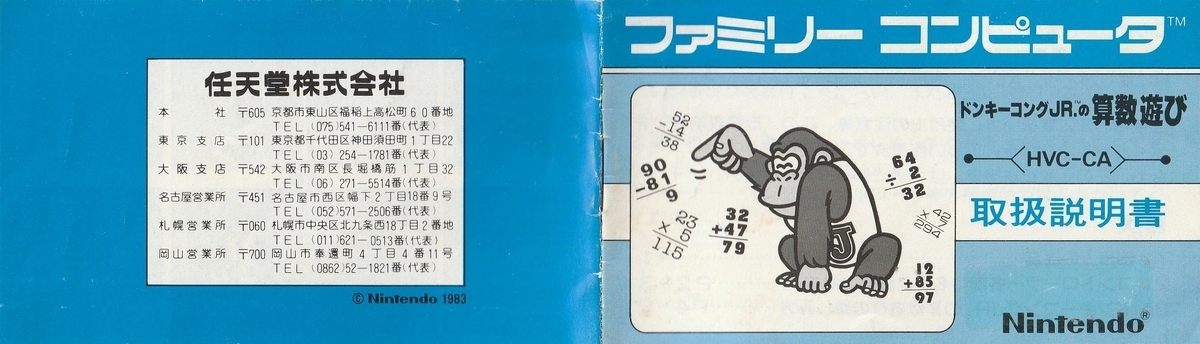 任天堂株式会社
本 社 〒605 京都市東山区福稲上高松町60番地
TEL (075)541-6111番(代表)
東京支店 〒101 東京都千代田区神田須田町1丁目22
TEL (03) 254-1781番(代表)
大阪支店 〒542 大阪市南区長堀橋筋1丁目32
TEL (06) 271-5514番(代表)
名古屋営業所 〒451 名古屋市西区幅下2丁目18番9号
TEL (052)571-2506番(代表)
札幌営業所 〒060 札幌市中央区北九条西18丁目2番地
TEL (011)621-0513番(代表)
岡山営業所 〒700 岡山市奉還町4丁目4番11号
TEL (0862)52-1821番(代表)
© Nintendo 1983
ファミリー コンピュータ™
ドンキーコングJR.™の 算数遊び
HVC-CA
取扱説明書
52
-14
38
90
-81
9
=
23
×5
115
32
+47
79
64
÷2
32
12
+85
97
J
Nintendo®